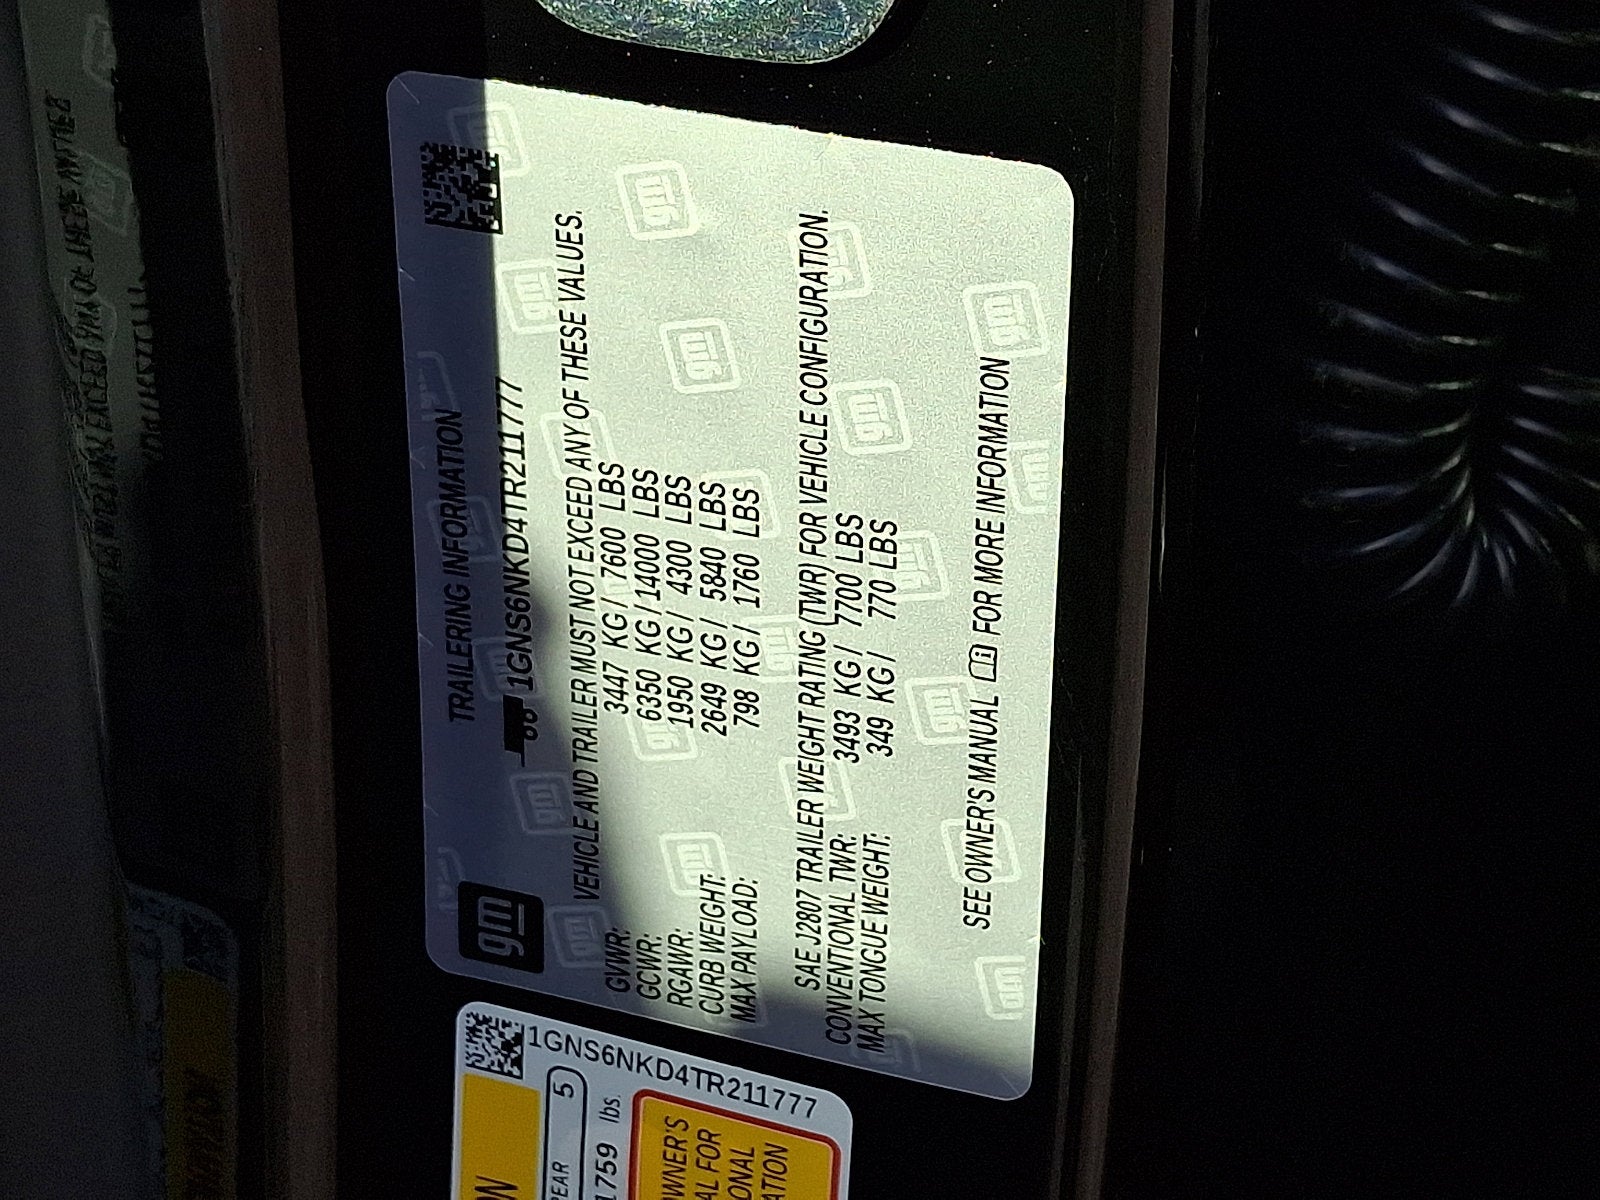 gm
TRAILERING INFORMATION
1GNS6NKD4TR211777
VEHICLE AND TRAILER MUST NOT EXCEED ANY OF THESE VALUES.
GVWR: 3447 KG / 7600 LBS
GCWR: 6350 KG / 14000 LBS
RGAWR: 1950 KG / 4300 LBS
CURB WEIGHT: 2649 KG / 5840 LBS
MAX PAYLOAD: 798 KG / 1760 LBS
SAE J2807 TRAILER WEIGHT RATING (TWR) FOR VEHICLE CONFIGURATION.
CONVENTIONAL TWR: 3493 KG / 7700 LBS
MAX TONGUE WEIGHT: 349 KG / 770 LBS
SEE OWNER'S MANUAL FOR MORE INFORMATION
1GNS6NKD4TR211777
5
1759 lbs.